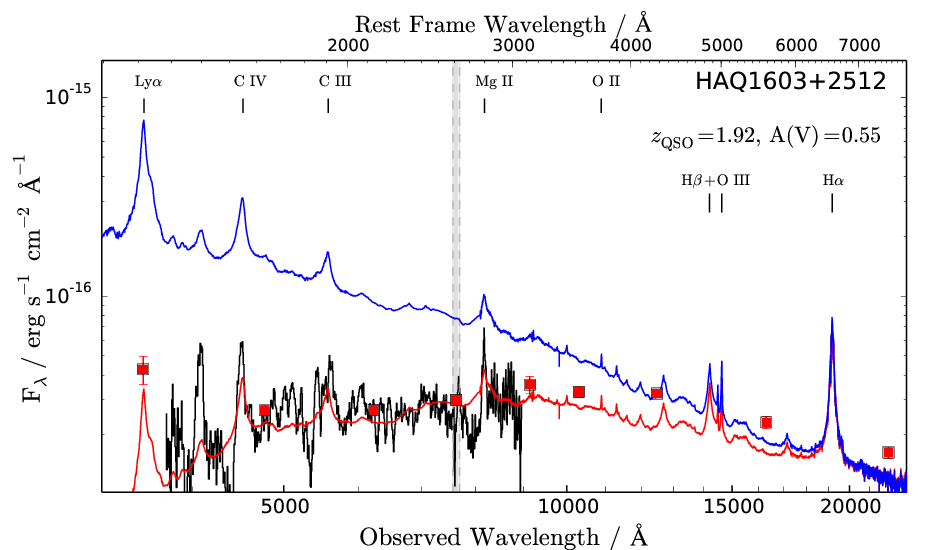 Rest Frame Wavelength / Å
2000 3000 4000 5000 6000 7000
Lyα C IV C III Mg II O II HAQ1603+2512
10⁻¹⁵
z_QSO=1.92, A(V)=0.55
Hβ+O III Hα
10⁻¹⁶
F_λ / erg s⁻¹ cm⁻² Å⁻¹
5000 10000 15000 20000
Observed Wavelength / Å